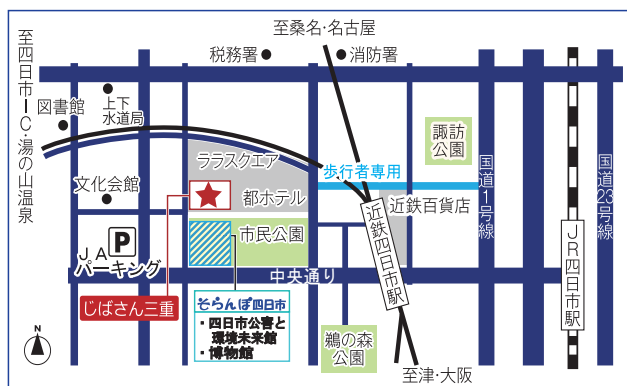 至桑名・名古屋
税務署
消防署
至四日市IC・湯の山温泉
図書館
上下
水道局
諏訪
公園
ララスクエア
歩行者専用
国道1号線
国道23号線
文化会館
都ホテル
近鉄百貨店
近鉄四日市駅
JR四日市駅
市民公園
JA P
パーキング
中央通り
じばさん三重
そらんぽ四日市
・四日市公害と
環境未来館
・博物館
鵜の森
公園
N
至津・大阪